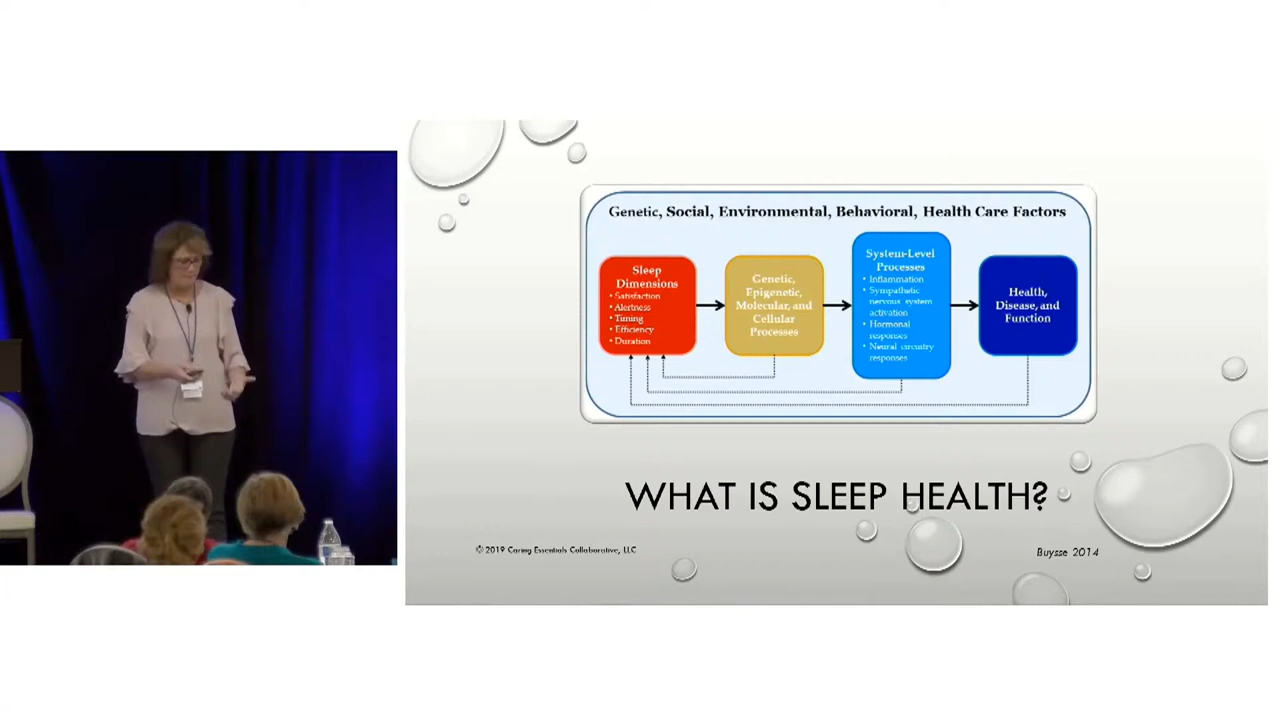 Genetic, Social, Environmental, Behavioral, Health Care Factors
Sleep
Dimensions
• Satisfaction
• Alertness
• Timing
• Efficiency
• Duration
Genetic,
Epigenetic,
Molecular, and
Cellular
Processes
System-Level
Processes
• Inflammation
• Sympathetic
nervous system
activation
• Hormonal
responses
• Neural circuitry
responses
Health,
Disease, and
Function
WHAT IS SLEEP HEALTH?
© 2019 Caring Essentials Collaborative, LLC
Buysse 2014